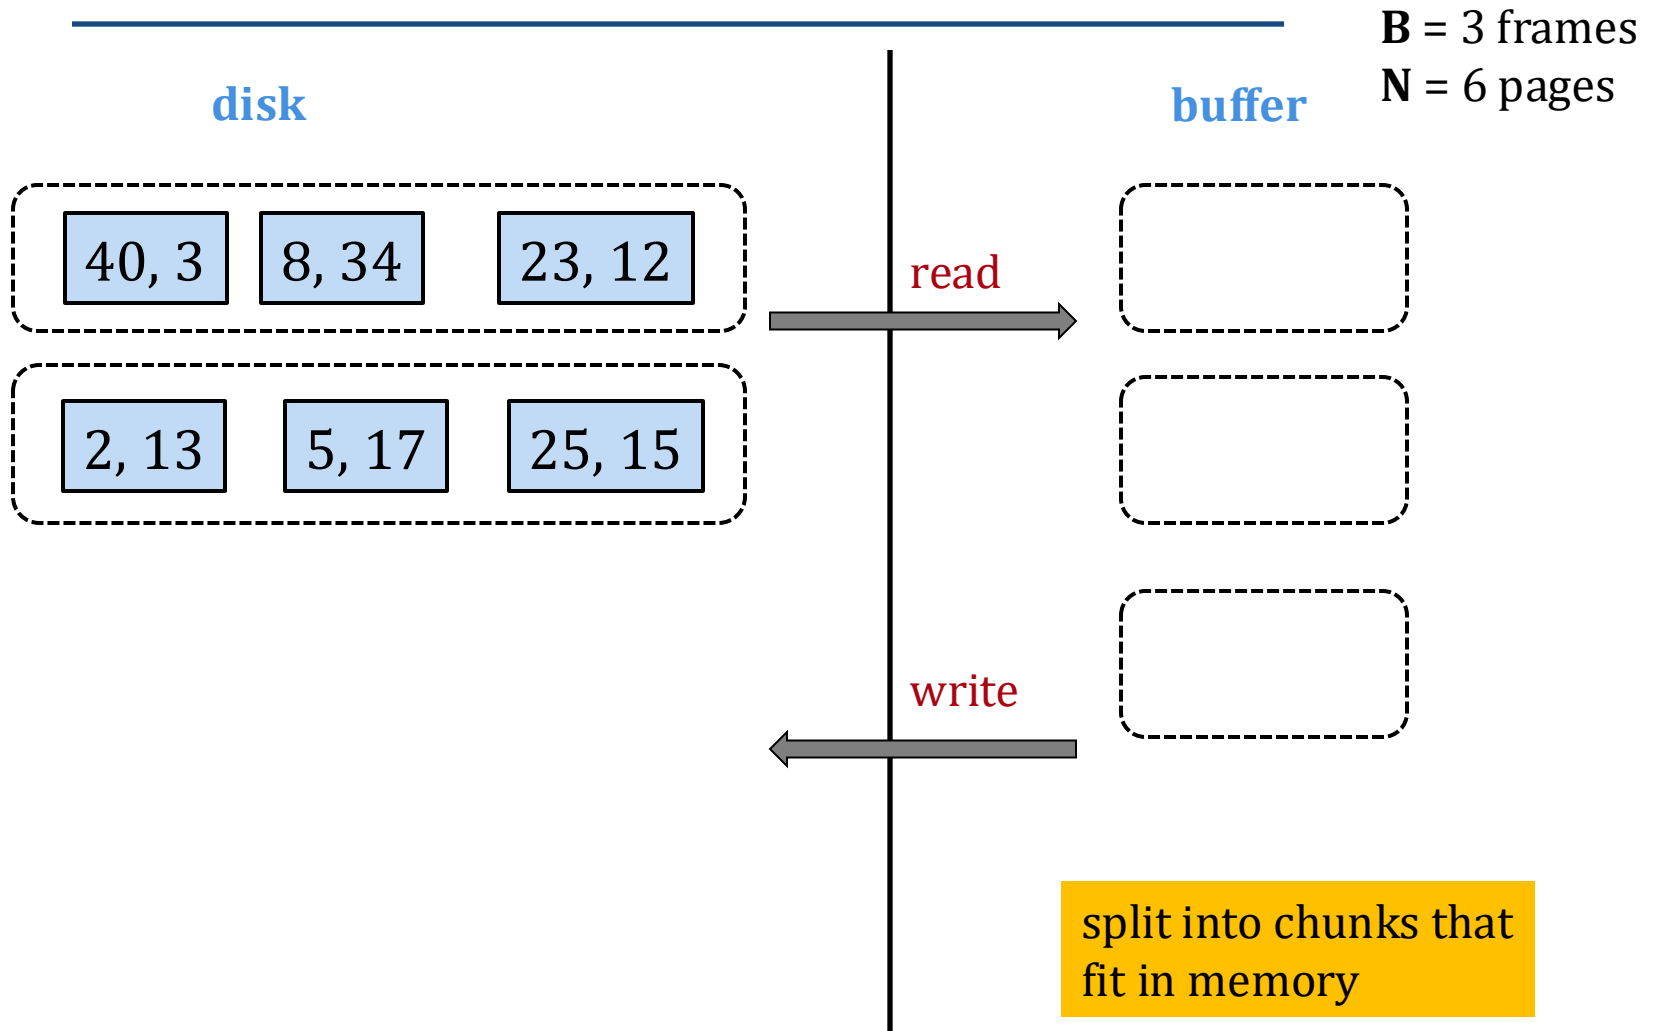 B = 3 frames
N = 6 pages
disk
buffer
40, 3
8, 34
23, 12
read
2, 13
5, 17
25, 15
write
split into chunks that
fit in memory